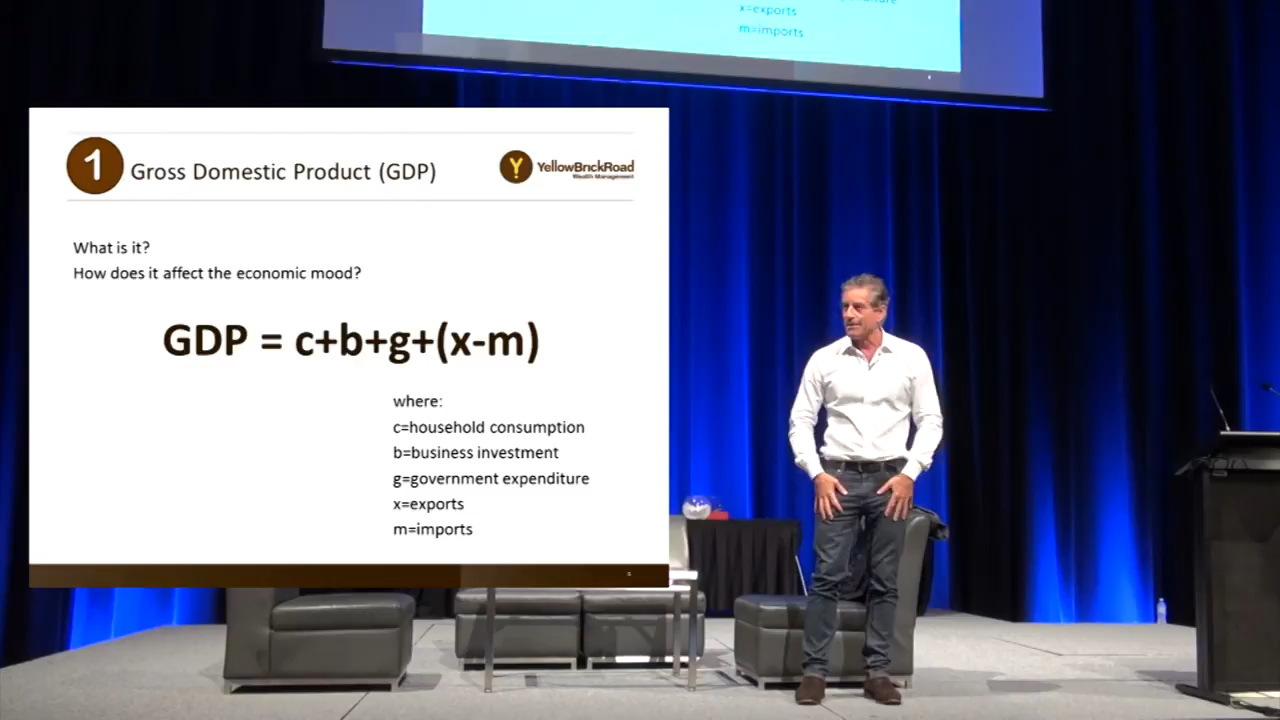 x=exports
m=imports
1
Gross Domestic Product (GDP)
Y
YellowBrickRoad
Wealth Management
What is it?
How does it affect the economic mood?
GDP = c+b+g+(x-m)
where:
c=household consumption
b=business investment
g=government expenditure
x=exports
m=imports